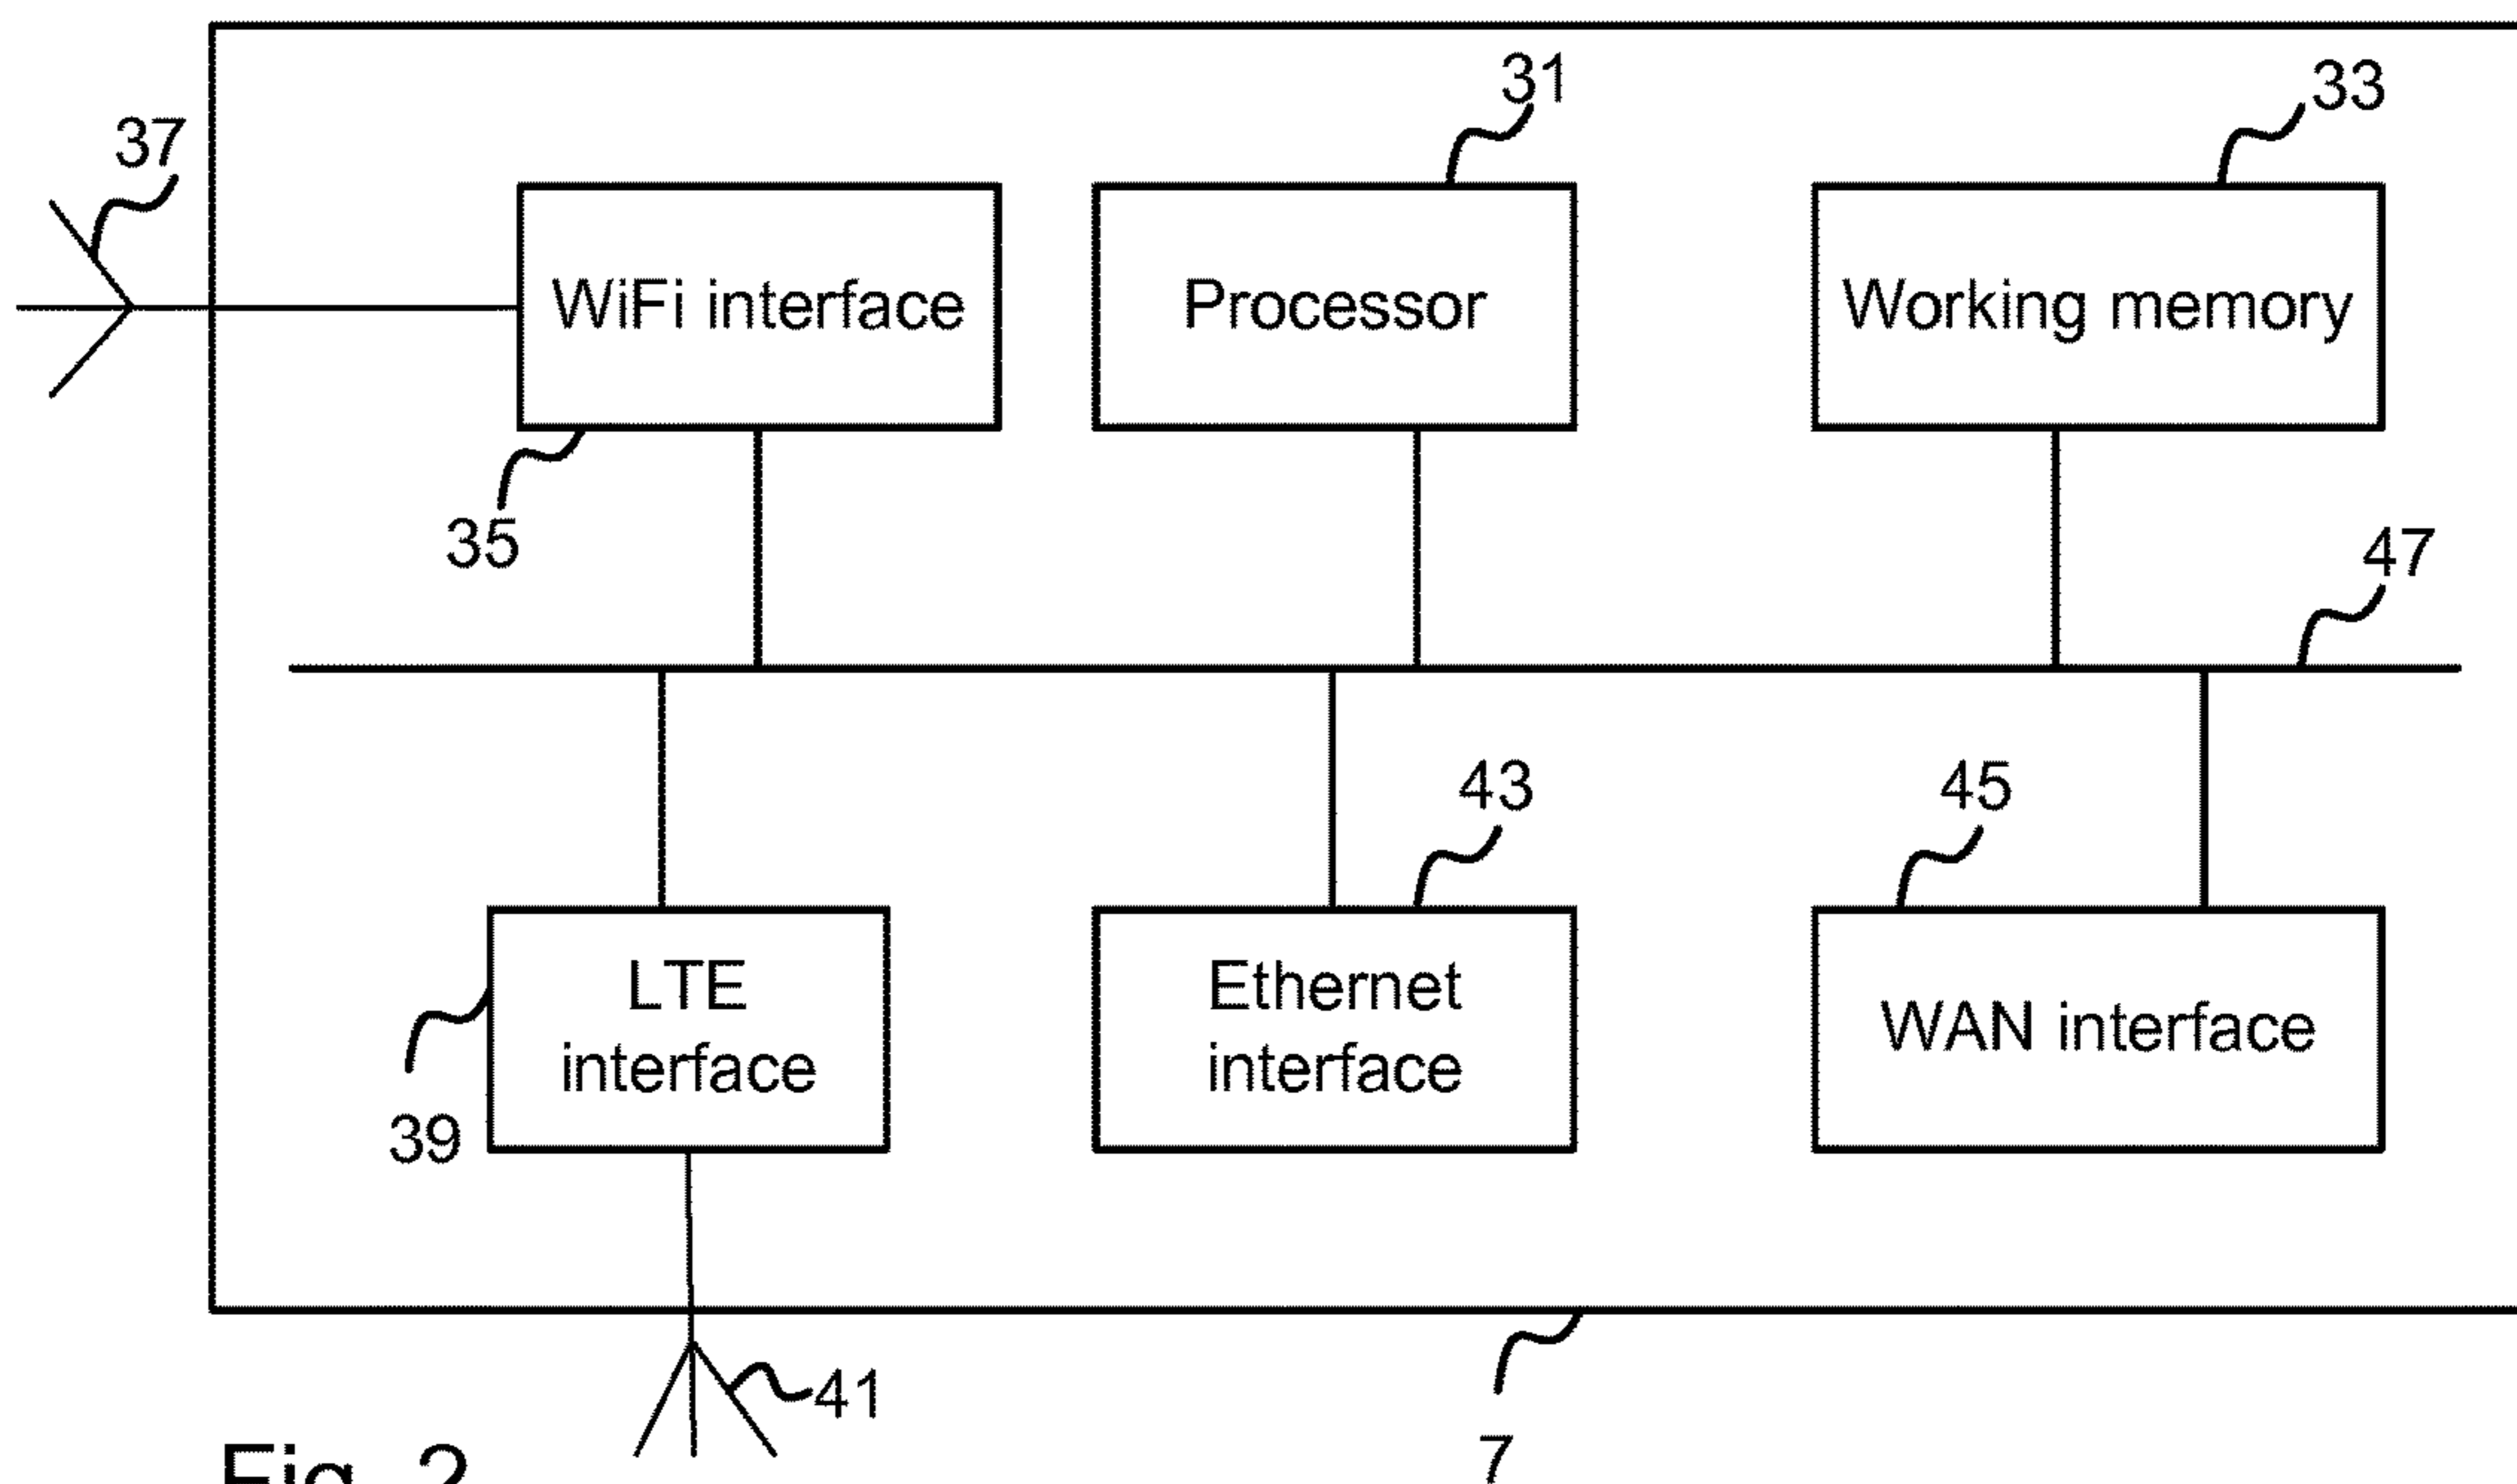 31
33
37
WiFi interface
Processor
Working memory
35
47
43
45
LTE
interface
Ethernet
interface
WAN interface
39
41
7
Fig. 2